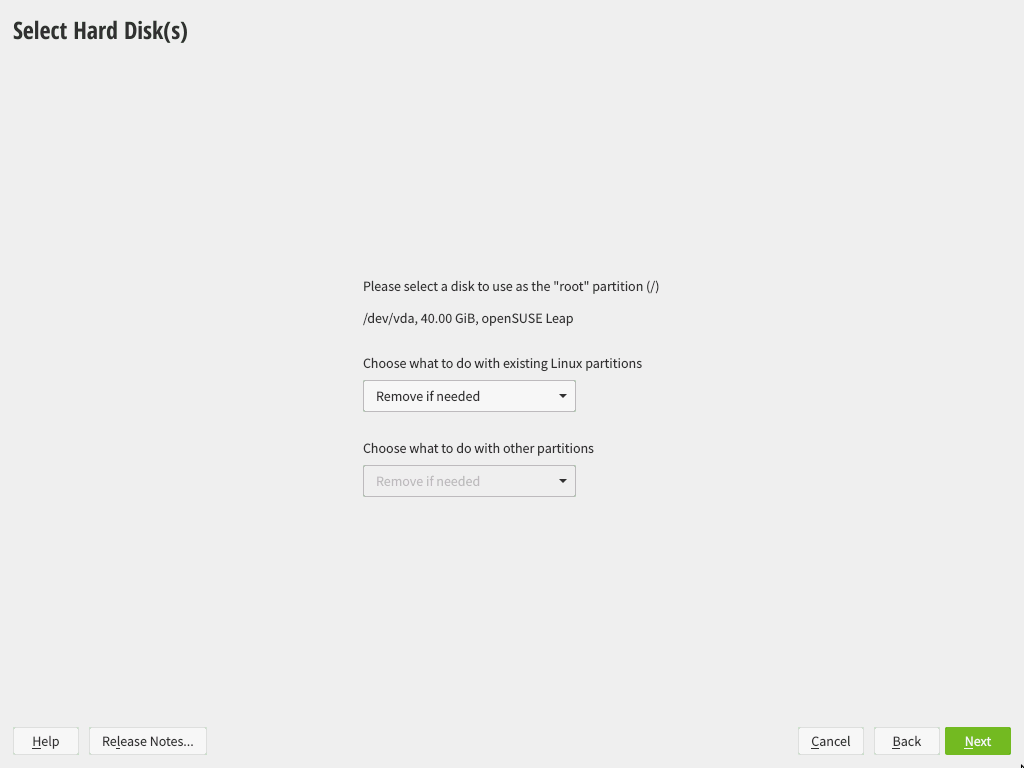 Select Hard Disk(s)
Please select a disk to use as the "root" partition (/)
/dev/vda, 40.00 GiB, openSUSE Leap
Choose what to do with existing Linux partitions
Remove if needed
Choose what to do with other partitions
Remove if needed
Help
Release Notes...
Cancel
Back
Next